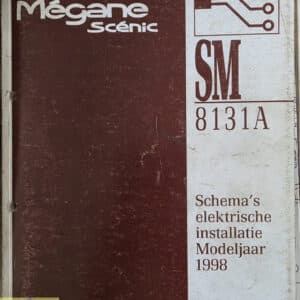 Mégane
Scénic
SM
8131A
Schema's
elektrische
installatie
Modeljaar
1998